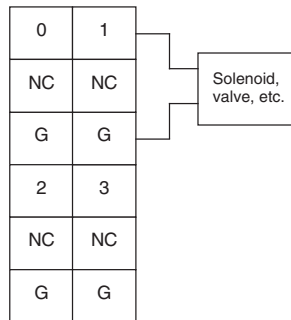 0 1
NC NC
Solenoid,
valve, etc.
G G
2 3
NC NC
G G